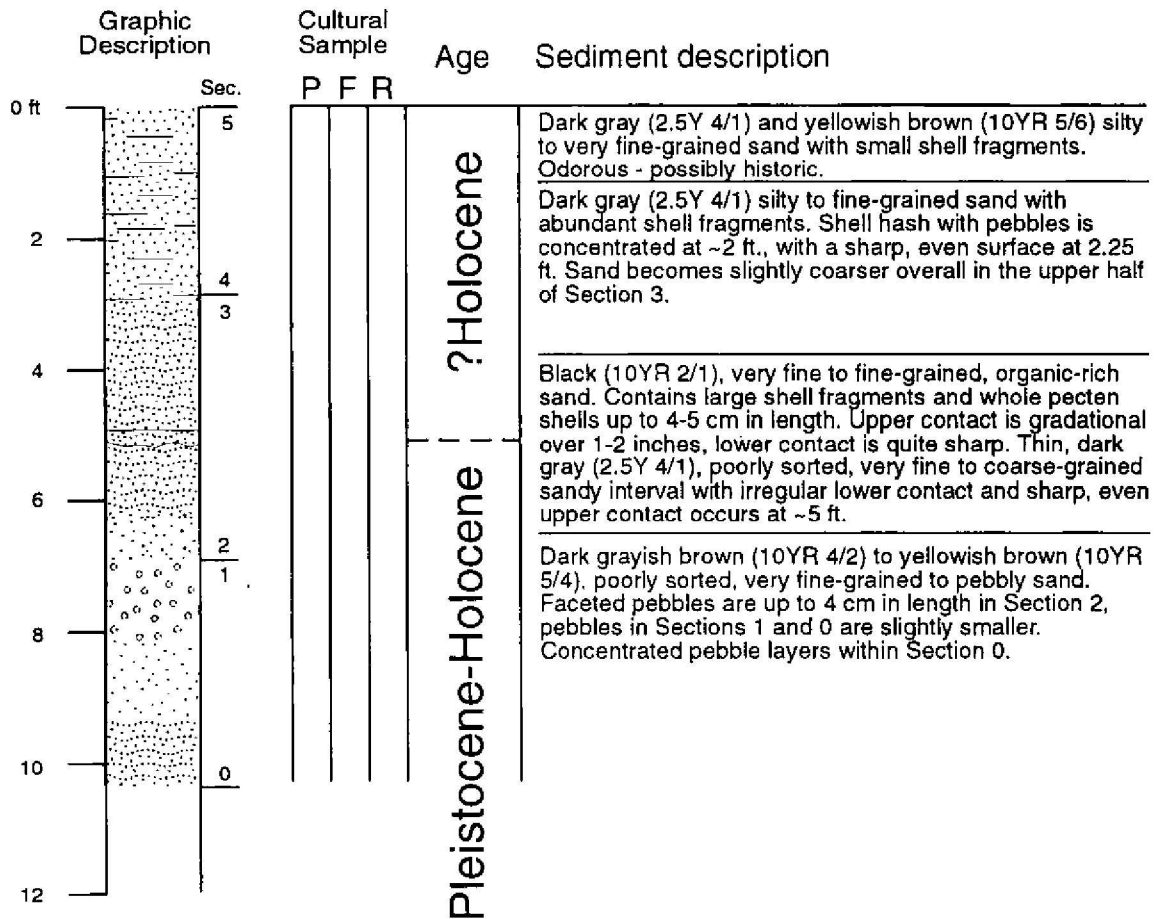 Graphic
Description
Cultural
Sample
Age
Sediment description
Sec.
P F R
0 ft
5
Dark gray (2.5Y 4/1) and yellowish brown (10YR 5/6) silty
to very fine-grained sand with small shell fragments.
Odorous - possibly historic.
Dark gray (2.5Y 4/1) silty to fine-grained sand with
abundant shell fragments. Shell hash with pebbles is
concentrated at ~2 ft., with a sharp, even surface at 2.25
ft. Sand becomes slightly coarser overall in the upper half
of Section 3.
2
4
3
?Holocene
4
Black (10YR 2/1), very fine to fine-grained, organic-rich
sand. Contains large shell fragments and whole pecten
shells up to 4-5 cm in length. Upper contact is gradational
over 1-2 inches, lower contact is quite sharp. Thin, dark
gray (2.5Y 4/1), poorly sorted, very fine to coarse-grained
sandy interval with irregular lower contact and sharp, even
upper contact occurs at ~5 ft.
6
2
1
Dark grayish brown (10YR 4/2) to yellowish brown (10YR
5/4), poorly sorted, very fine-grained to pebbly sand.
Faceted pebbles are up to 4 cm in length in Section 2,
pebbles in Sections 1 and 0 are slightly smaller.
Concentrated pebble layers within Section 0.
8
Pleistocene-Holocene
10
0
12